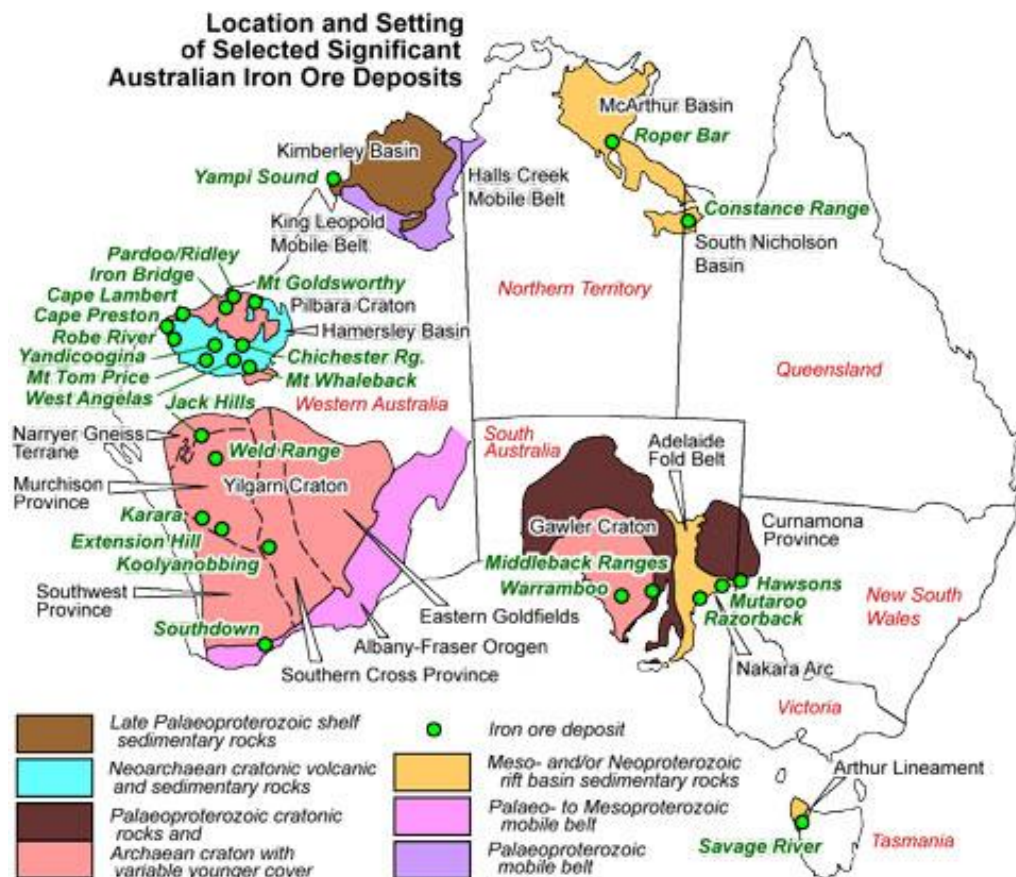 Location and Setting
of Selected Significant
Australian Iron Ore Deposits
McArthur Basin
Roper Bar
Kimberley Basin
Yampi Sound
Halls Creek
Mobile Belt
King Leopold
Mobile Belt
Constance Range
South Nicholson
Basin
Pardoo/Ridley
Iron Bridge
Mt Goldsworthy
Cape Lambert
Pilbara Craton
Cape Preston
Hamersley Basin
Robe River
Yandicoogina
Chichester Rg.
Mt Tom Price
Mt Whaleback
West Angelas
Northern Territory
Queensland
Western Australia
Jack Hills
Narryer Gneiss
Terrane
Weld Range
Murchison
Province
Yilgarn Craton
Karara
Extension Hill
Koolyanobbing
Southwest
Province
Southdown
Eastern Goldfields
Albany-Fraser Orogen
Southern Cross Province
South
Australia
Adelaide
Fold Belt
Gawler Craton
Curnamona
Province
Middleback Ranges
Warramboo
Hawsons
Mutaroo
Razorback
Nakara Arc
New South
Wales
Victoria
Late Palaeoproterozoic shelf
sedimentary rocks
Neoarchaean cratonic volcanic
and sedimentary rocks
Palaeoproterozoic cratonic
rocks and
Archaean craton with
variable younger cover
Iron ore deposit
Meso- and/or Neoproterozoic
rift basin sedimentary rocks
Palaeo- to Mesoproterozoic
mobile belt
Palaeoproterozoic
mobile belt
Arthur Lineament
Savage River
Tasmania